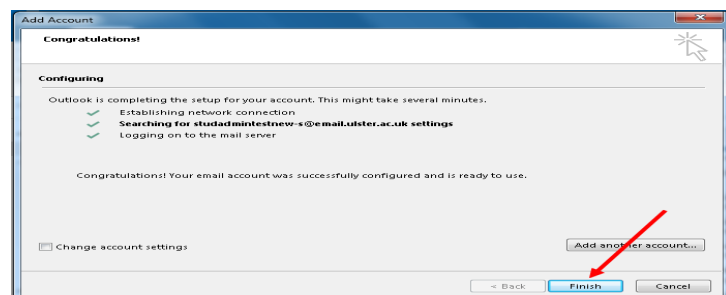 Add Account
Congratulations!
Configuring
Outlook is completing the setup for your account. This might take several minutes.
Establishing network connection
Searching for studadmintestnew-s@email.ulster.ac.uk settings
Logging on to the mail server
Congratulations! Your email account was successfully configured and is ready to use.
Change account settings
Add another account...
< Back
Finish
Cancel